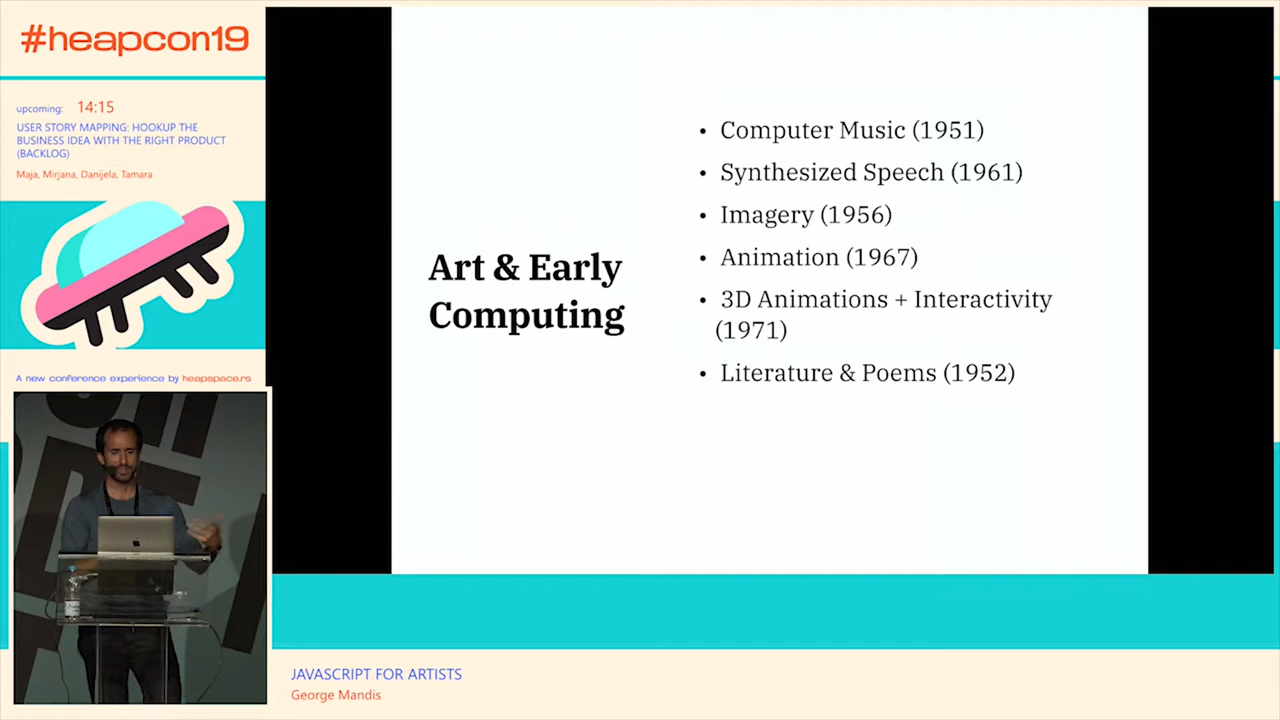 #heapcon19
upcoming: 14:15
USER STORY MAPPING: HOOKUP THE
BUSINESS IDEA WITH THE RIGHT PRODUCT
(BACKLOG)
Maja, Mirjana, Danijela, Tamara
A new conference experience by heapspace.rs
Art & Early
Computing
• Computer Music (1951)
• Synthesized Speech (1961)
• Imagery (1956)
• Animation (1967)
• 3D Animations + Interactivity
(1971)
• Literature & Poems (1952)
JAVASCRIPT FOR ARTISTS
George Mandis